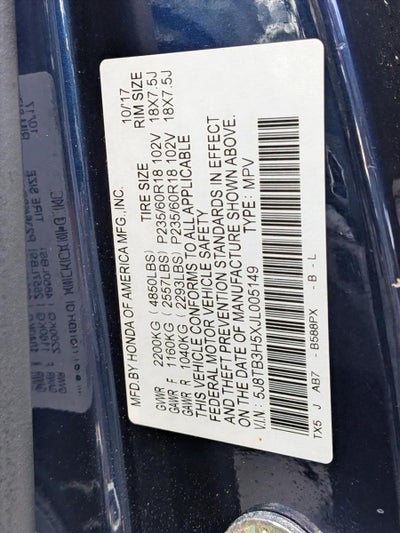 MFD.BY HONDA OF AMERICA MFG.,INC. 10/17
TIRE SIZE RIM SIZE
GVWR 2200KG (4850LBS)
GAWR F 1160KG (2557LBS) P235/60R18 102V 18X7.5J
GAWR R 1040KG (2293LBS) P235/60R18 102V 18X7.5J
THIS VEHICLE CONFORMS TO ALL APPLICABLE
FEDERAL MOTOR VEHICLE SAFETY
AND THEFT PREVENTION STANDARDS IN EFFECT
ON THE DATE OF MANUFACTURE SHOWN ABOVE.
V.I.N.: 5J8TB3H5XJL005149 TYPE: MPV
TX5 J AB7 - B588PX - B - L